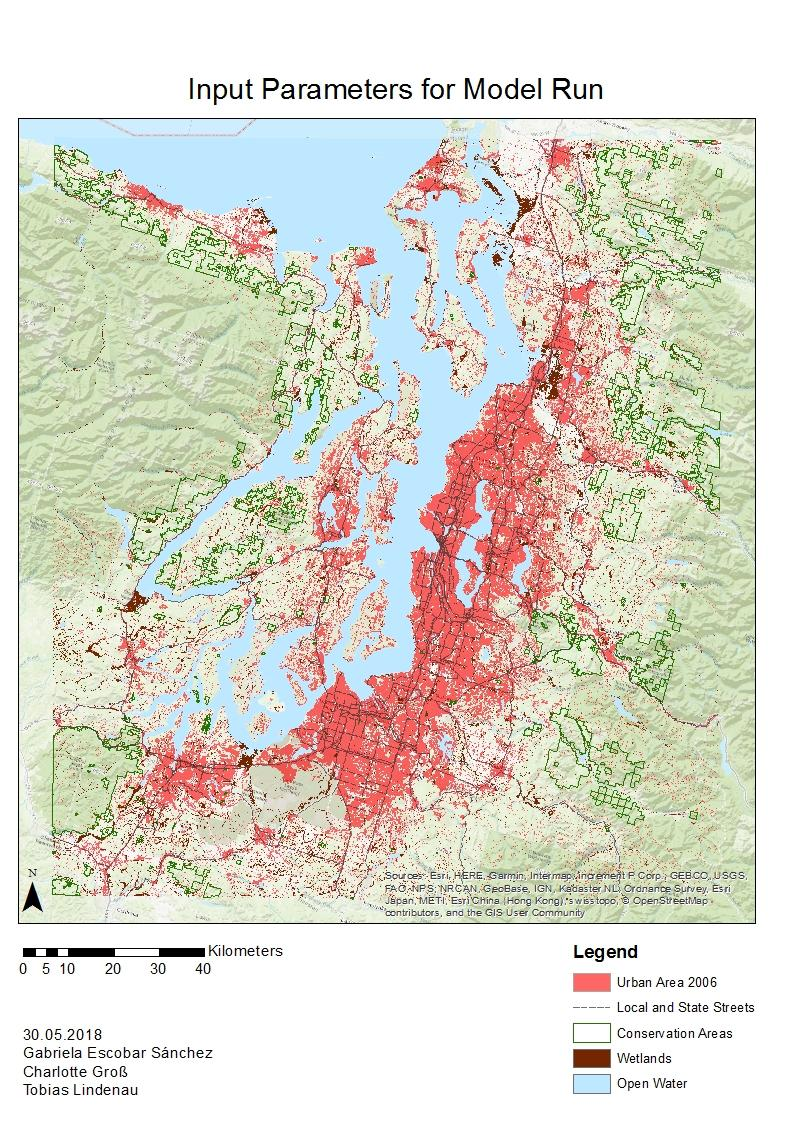 Input Parameters for Model Run
N
Sources: Esri, HERE, Garmin, Intermap, increment P Corp., GEBCO, USGS,
FAO, NPS, NRCAN, GeoBase, IGN, Kadaster NL, Ordnance Survey, Esri
Japan, METI, Esri China (Hong Kong), swisstopo, © OpenStreetMap
contributors, and the GIS User Community
Kilometers
0 5 10 20 30 40
Legend
Urban Area 2006
Local and State Streets
Conservation Areas
Wetlands
Open Water
30.05.2018
Gabriela Escobar Sánchez
Charlotte Groß
Tobias Lindenau